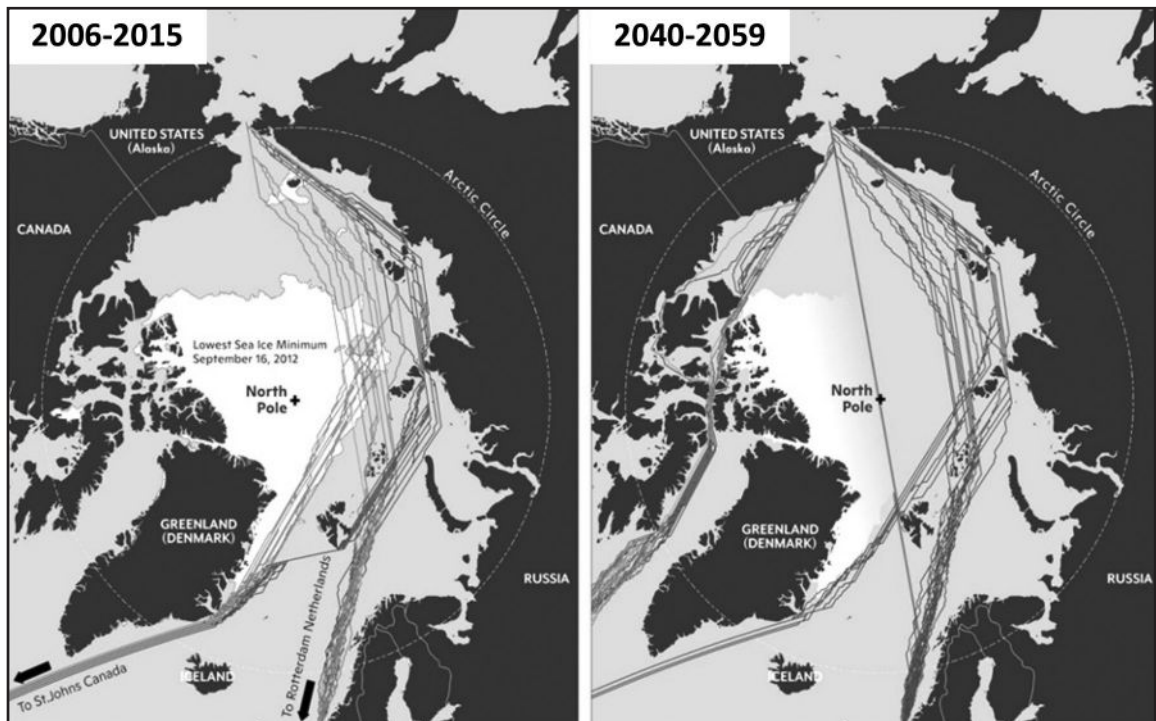 2006-2015
UNITED STATES
(Alaska)
CANADA
Arctic Circle
Lowest Sea Ice Minimum
September 16, 2012
North
Pole
GREENLAND
(DENMARK)
RUSSIA
ICELAND
To St.Johns Canada
To Rotterdam Netherlands
2040-2059
UNITED STATES
(Alaska)
CANADA
Arctic Circle
North
Pole
GREENLAND
(DENMARK)
RUSSIA
ICELAND